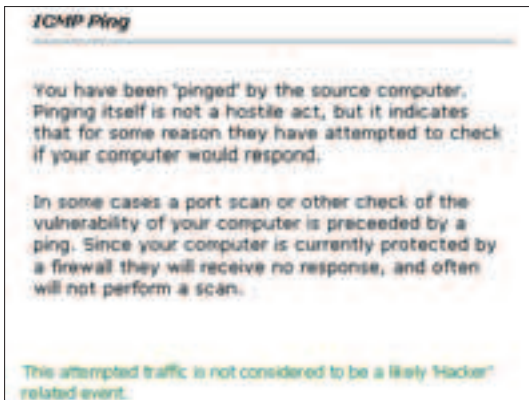 ICMP Ping
You have been 'pinged' by the source computer.
Pinging itself is not a hostile act, but it indicates
that for some reason they have attempted to check
if your computer would respond.
In some cases a port scan or other check of the
vulnerability of your computer is preceeded by a
ping. Since your computer is currently protected by
a firewall they will receive no response, and often
will not perform a scan.
This attempted traffic is not considered to be a likely 'Hacker"
related event.